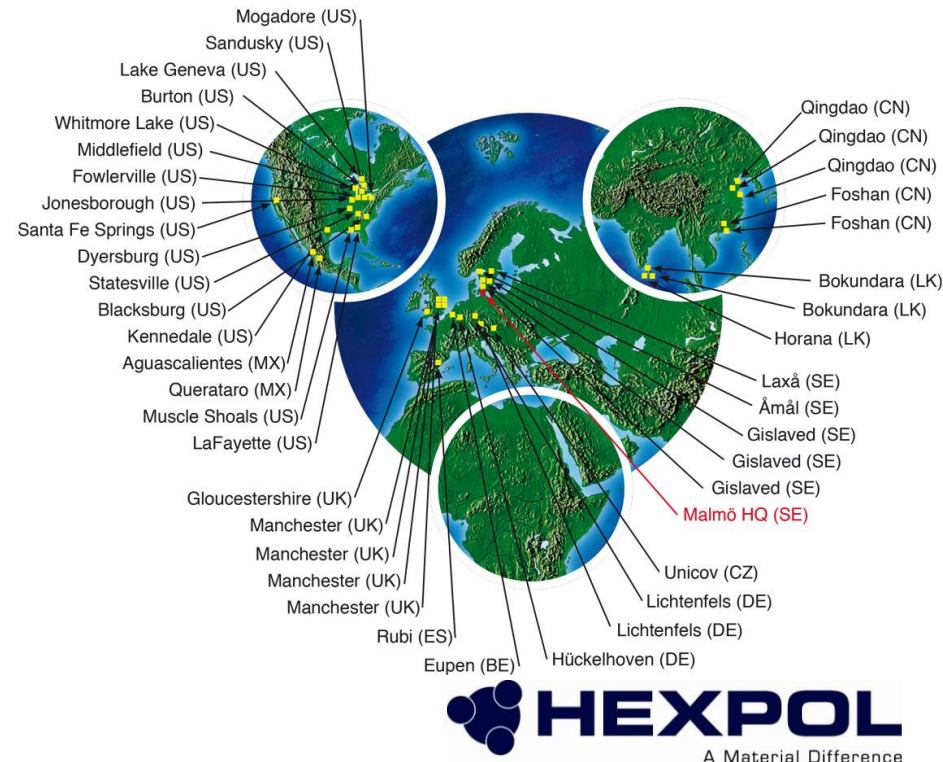 Mogadore (US)
Sandusky (US)
Lake Geneva (US)
Burton (US)
Whitmore Lake (US)
Middlefield (US)
Fowlerville (US)
Jonesborough (US)
Santa Fe Springs (US)
Dyersburg (US)
Statesville (US)
Blacksburg (US)
Kennedale (US)
Aguascalientes (MX)
Querataro (MX)
Muscle Shoals (US)
LaFayette (US)
Gloucestershire (UK)
Manchester (UK)
Manchester (UK)
Manchester (UK)
Manchester (UK)
Rubi (ES)
Eupen (BE)
Qingdao (CN)
Qingdao (CN)
Qingdao (CN)
Foshan (CN)
Foshan (CN)
Bokundara (LK)
Bokundara (LK)
Horana (LK)
Laxå (SE)
Åmål (SE)
Gislaved (SE)
Gislaved (SE)
Gislaved (SE)
Malmö HQ (SE)
Unicov (CZ)
Lichtenfels (DE)
Lichtenfels (DE)
Hückelhoven (DE)
HEXPOL
A Material Difference